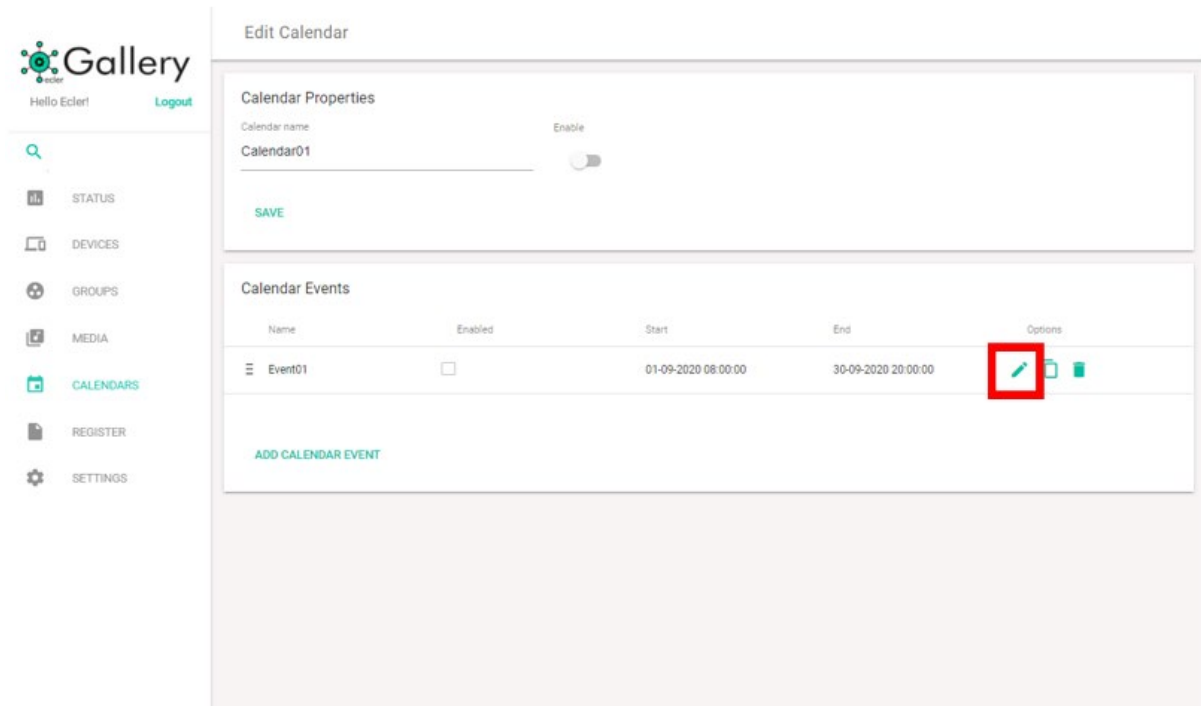 Gallery
ecler
Hello Ecler! Logout
STATUS
DEVICES
GROUPS
MEDIA
CALENDARS
REGISTER
SETTINGS
Edit Calendar
Calendar Properties
Calendar name Enable
Calendar01
SAVE
Calendar Events
Name Enabled Start End Options
Event01 01-09-2020 08:00:00 30-09-2020 20:00:00
ADD CALENDAR EVENT